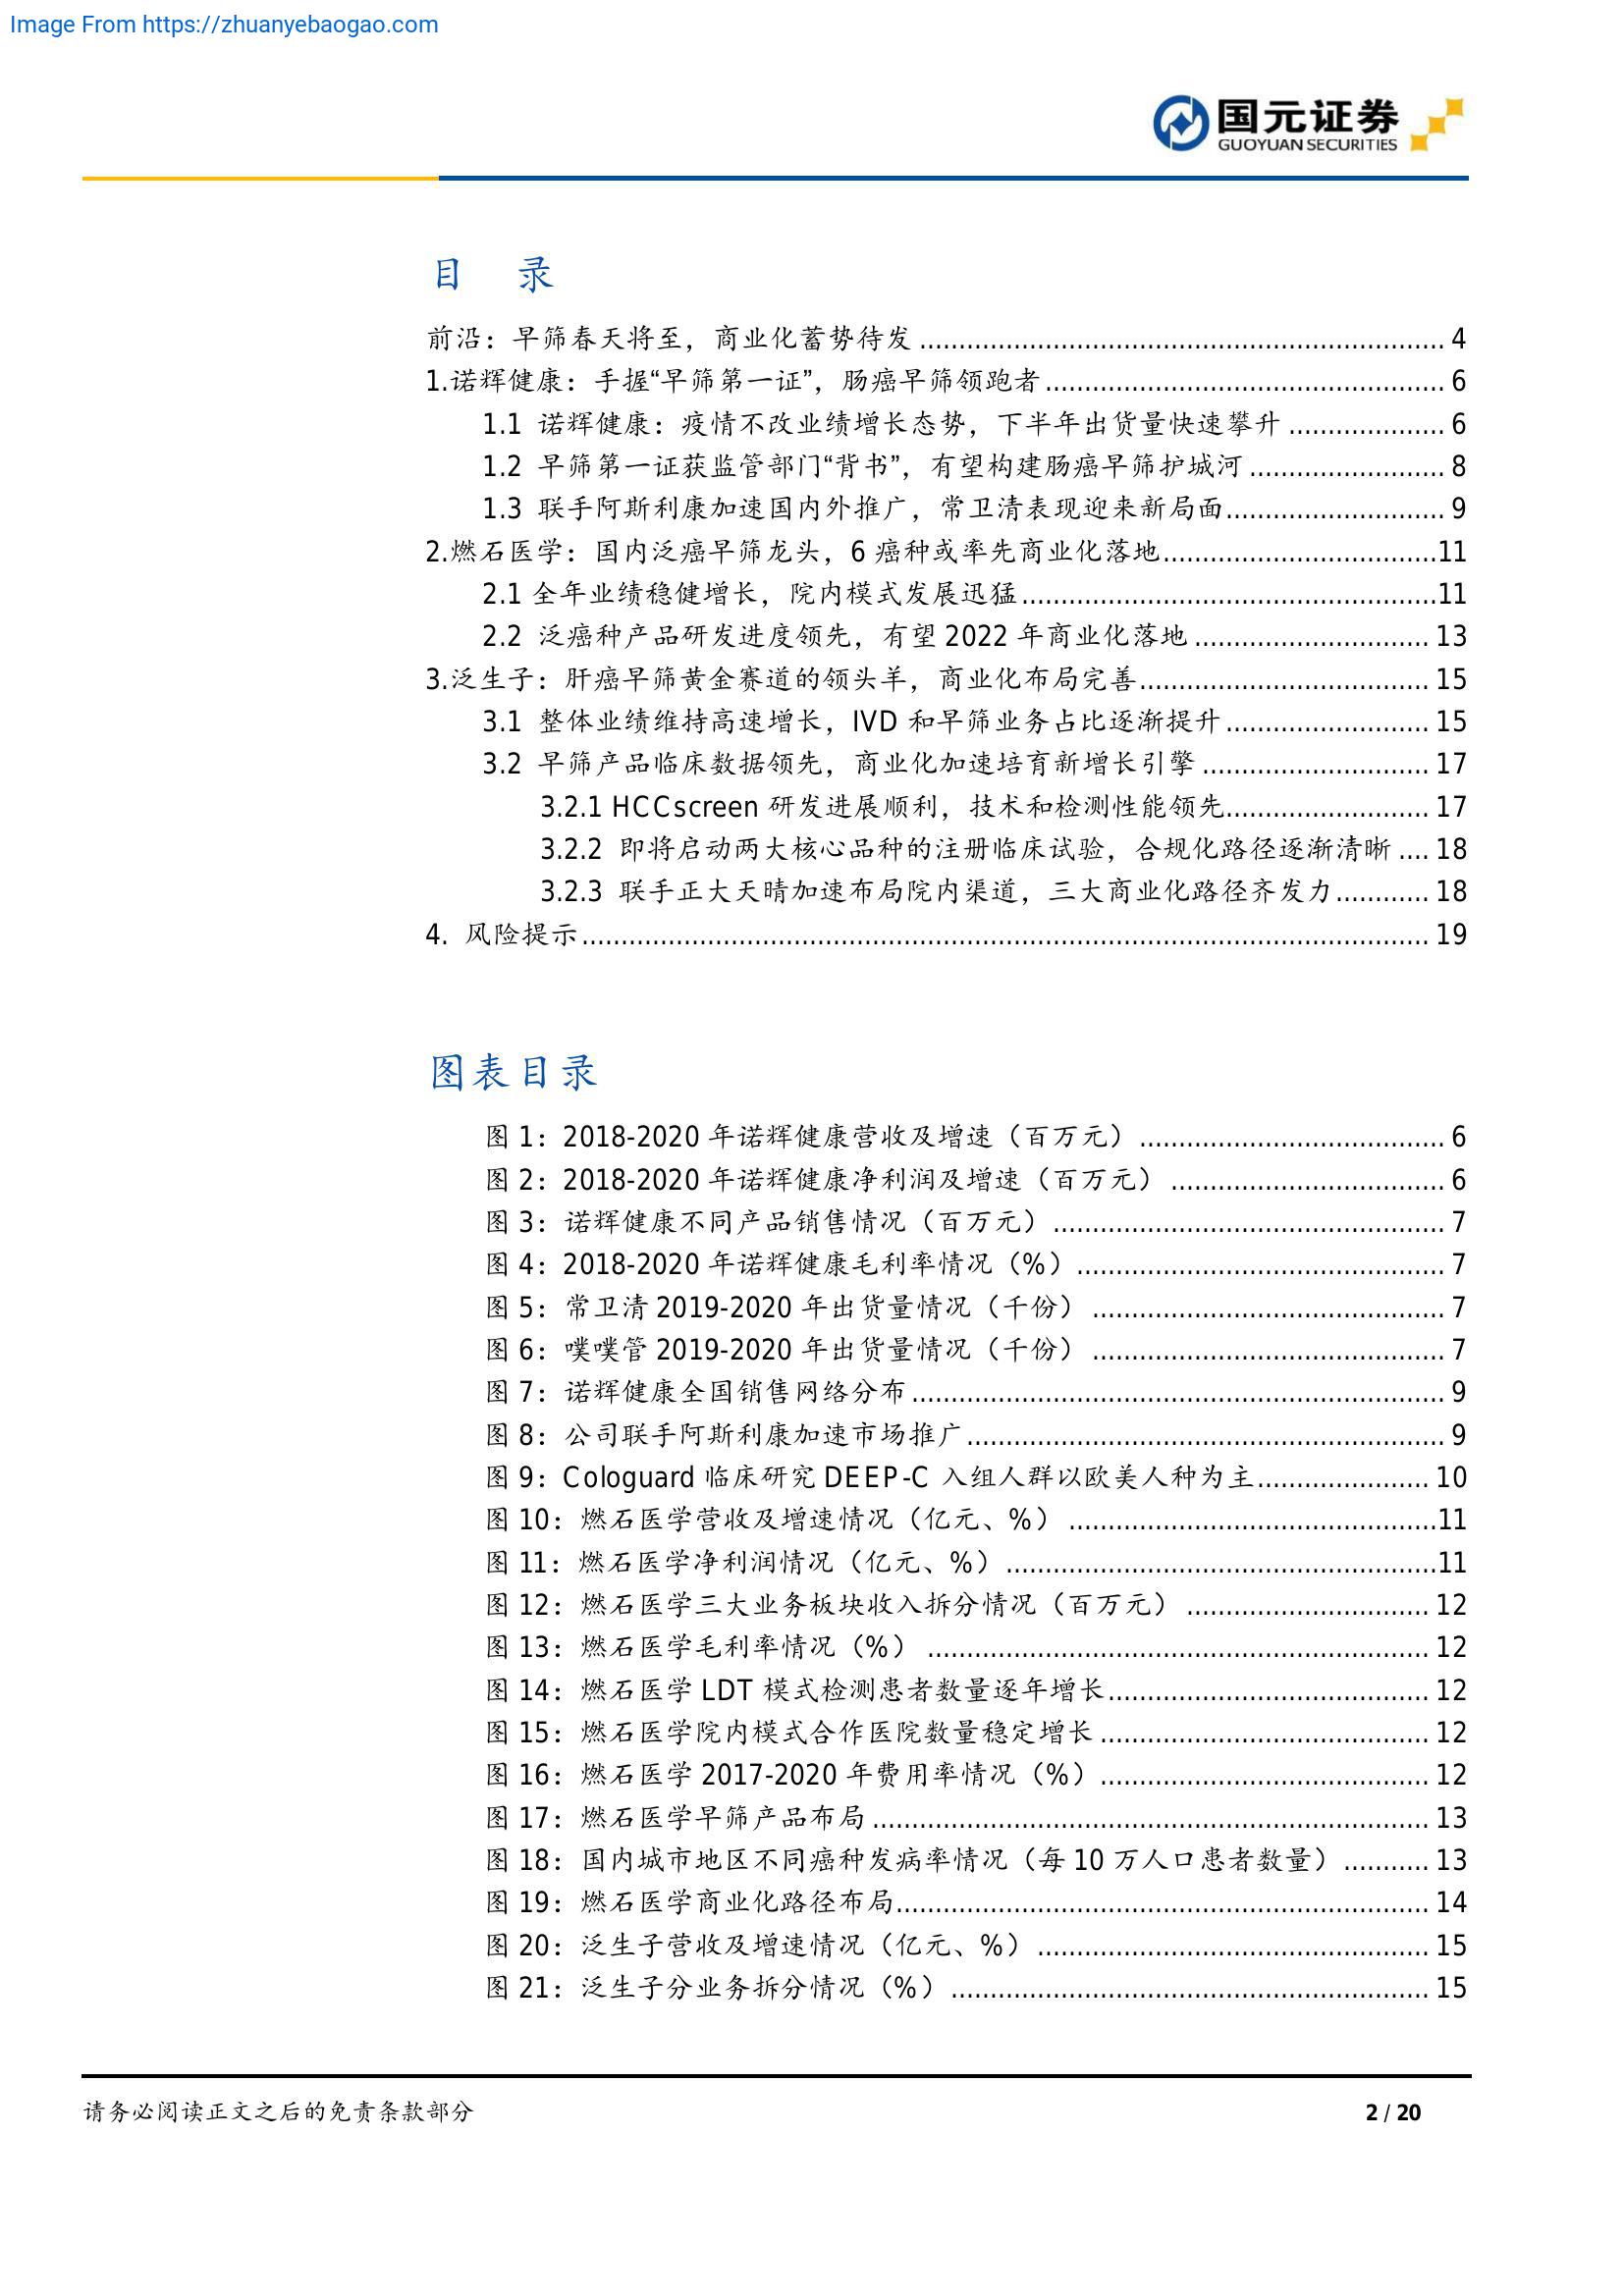 Image From https://zhuanyebaogao.com
国元证券
GUOYUAN SECURITIES
目 录
前沿：早筛春天将至，商业化蓄势待发 ................................................................... 4
1.诺辉健康：手握“早筛第一证”，肠癌早筛领跑者 ................................................... 6
1.1 诺辉健康：疫情不改业绩增长态势，下半年出货量快速攀升 .................... 6
1.2 早筛第一证获监管部门“背书”，有望构建肠癌早筛护城河 ......................... 8
1.3 联手阿斯利康加速国内外推广，常卫清表现迎来新局面............................ 9
2.燃石医学：国内泛癌早筛龙头，6 癌种或率先商业化落地...................................11
2.1 全年业绩稳健增长，院内模式发展迅猛.....................................................11
2.2 泛癌种产品研发进度领先，有望 2022 年商业化落地 .............................. 13
3.泛生子：肝癌早筛黄金赛道的领头羊，商业化布局完善..................................... 15
3.1 整体业绩维持高速增长，IVD 和早筛业务占比逐渐提升.......................... 15
3.2 早筛产品临床数据领先，商业化加速培育新增长引擎 ............................. 17
3.2.1 HCCscreen 研发进展顺利，技术和检测性能领先.......................... 17
3.2.2 即将启动两大核心品种的注册临床试验，合规化路径逐渐清晰 .... 18
3.2.3 联手正大天晴加速布局院内渠道，三大商业化路径齐发力............ 18
4. 风险提示............................................................................................................ 19
图表目录
图 1：2018-2020 年诺辉健康营收及增速（百万元） ....................................... 6
图 2：2018-2020 年诺辉健康净利润及增速（百万元） ................................... 6
图 3：诺辉健康不同产品销售情况（百万元） .................................................. 7
图 4：2018-2020 年诺辉健康毛利率情况（%） ............................................... 7
图 5：常卫清 2019-2020 年出货量情况（千份） ............................................. 7
图 6：噗噗管 2019-2020 年出货量情况（千份） ............................................. 7
图 7：诺辉健康全国销售网络分布 .................................................................... 9
图 8：公司联手阿斯利康加速市场推广............................................................. 9
图 9：Cologuard 临床研究 DEEP-C 入组人群以欧美人种为主...................... 10
图 10：燃石医学营收及增速情况（亿元、%） ...............................................11
图 11：燃石医学净利润情况（亿元、%） .......................................................11
图 12：燃石医学三大业务板块收入拆分情况（百万元） ............................... 12
图 13：燃石医学毛利率情况（%） ................................................................ 12
图 14：燃石医学 LDT 模式检测患者数量逐年增长......................................... 12
图 15：燃石医学院内模式合作医院数量稳定增长 .......................................... 12
图 16：燃石医学 2017-2020 年费用率情况（%） .......................................... 12
图 17：燃石医学早筛产品布局 ....................................................................... 13
图 18：国内城市地区不同癌种发病率情况（每 10 万人口患者数量） ........... 13
图 19：燃石医学商业化路径布局.................................................................... 14
图 20：泛生子营收及增速情况（亿元、%） .................................................. 15
图 21：泛生子分业务拆分情况（%） ............................................................. 15
请务必阅读正文之后的免责条款部分 2 / 20